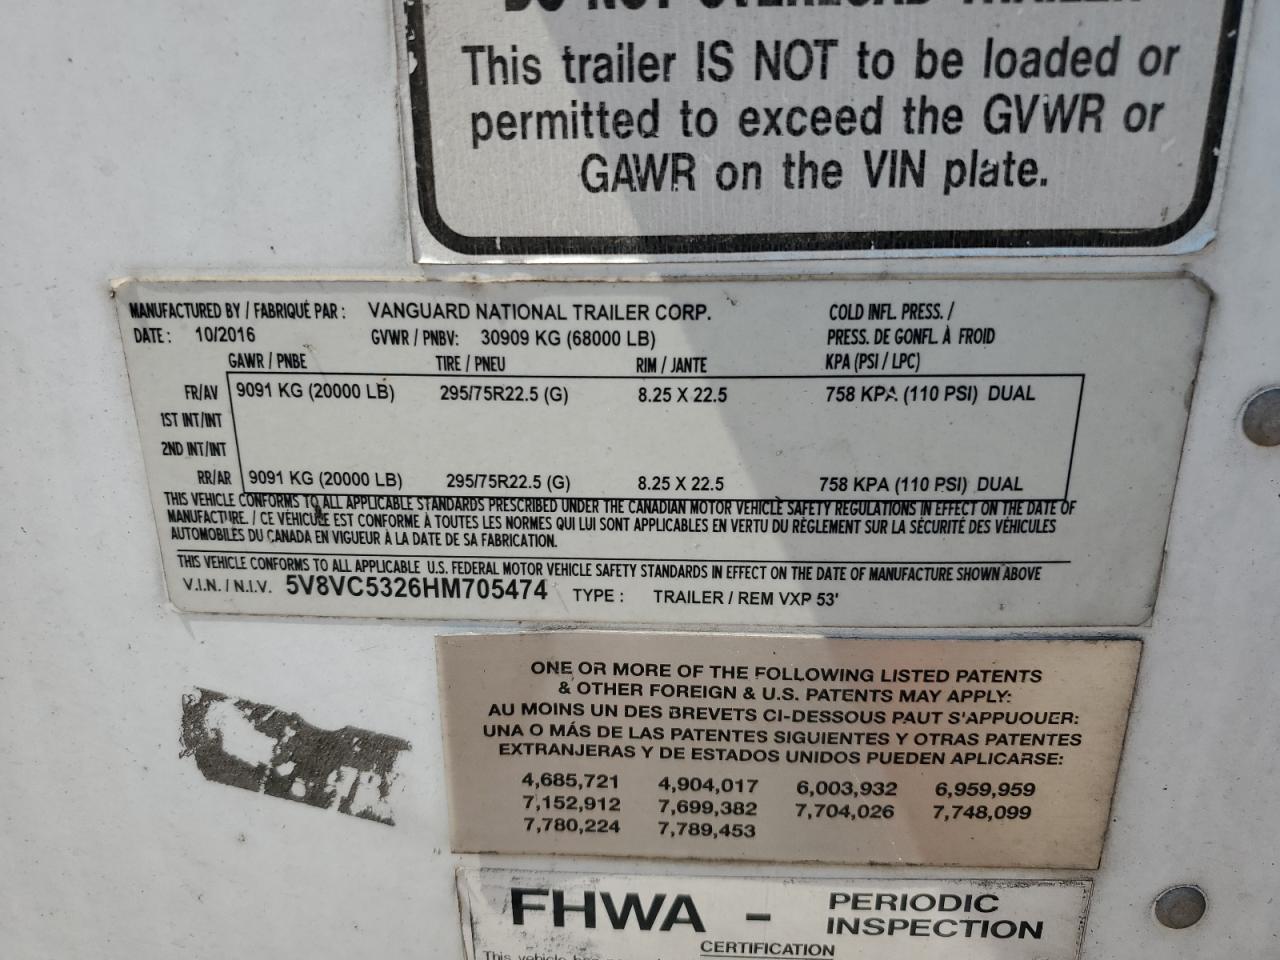 DO NOT OVERLOAD TRAILER
This trailer IS NOT to be loaded or
permitted to exceed the GVWR or
GAWR on the VIN plate.
MANUFACTURED BY / FABRIQUÉ PAR : VANGUARD NATIONAL TRAILER CORP. COLD INFL. PRESS. /
DATE : 10/2016 GVWR / PNBV: 30909 KG (68000 LB) PRESS. DE GONFL. À FROID
GAWR / PNBE TIRE / PNEU RIM / JANTE KPA (PSI / LPC)
FR/AV 9091 KG (20000 LB) 295/75R22.5 (G) 8.25 X 22.5 758 KPA (110 PSI) DUAL
1ST INT/INT
2ND INT/INT
RR/AR 9091 KG (20000 LB) 295/75R22.5 (G) 8.25 X 22.5 758 KPA (110 PSI) DUAL
THIS VEHICLE CONFORMS TO ALL APPLICABLE STANDARDS PRESCRIBED UNDER THE CANADIAN MOTOR VEHICLE SAFETY REGULATIONS IN EFFECT ON THE DATE OF
MANUFACTURE. / CE VÉHICULE EST CONFORME À TOUTES LES NORMES QUI LUI SONT APPLICABLES EN VERTU DU RÉGLEMENT SUR LA SÉCURITÉ DES VÉHICULES
AUTOMOBILES DU CANADA EN VIGUEUR À LA DATE DE SA FABRICATION.
THIS VEHICLE CONFORMS TO ALL APPLICABLE U.S. FEDERAL MOTOR VEHICLE SAFETY STANDARDS IN EFFECT ON THE DATE OF MANUFACTURE SHOWN ABOVE
V.I.N. / N.I.V. 5V8VC5326HM705474 TYPE : TRAILER / REM VXP 53'
ONE OR MORE OF THE FOLLOWING LISTED PATENTS
& OTHER FOREIGN & U.S. PATENTS MAY APPLY:
AU MOINS UN DES BREVETS CI-DESSOUS PAUT S'APPUOUER:
UNA O MÁS DE LAS PATENTES SIGUIENTES Y OTRAS PATENTES
EXTRANJERAS Y DE ESTADOS UNIDOS PUEDEN APLICARSE:
4,685,721 4,904,017 6,003,932 6,959,959
7,152,912 7,699,382 7,704,026 7,748,099
7,780,224 7,789,453
FHWA - PERIODIC
INSPECTION
CERTIFICATION
This vehicle has